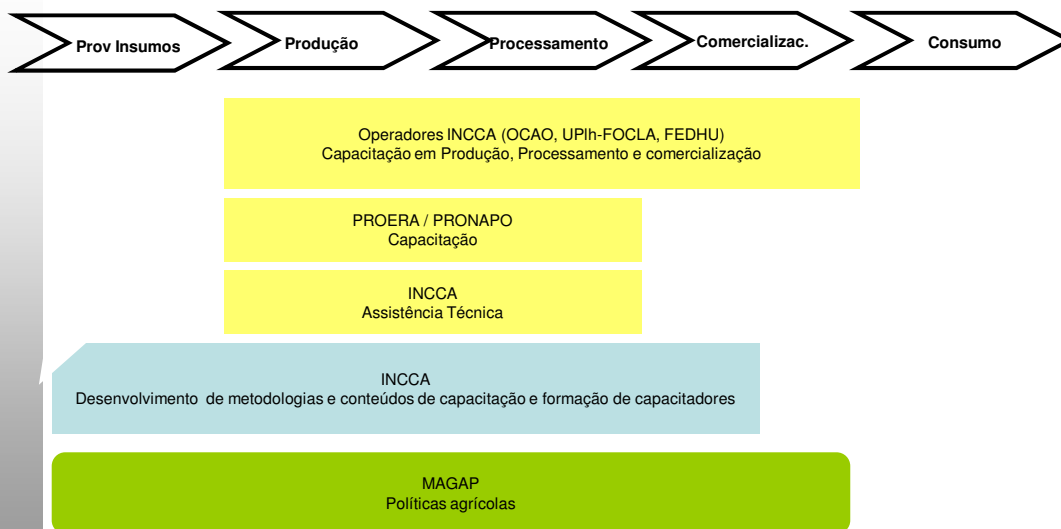 Prov Insumos
Produção
Processamento
Comercializac.
Consumo
Operadores INCCA (OCAO, UPIh-FOCLA, FEDHU)
Capacitação em Produção, Processamento e comercialização
PROERA / PRONAPO
Capacitação
INCCA
Assistência Técnica
INCCA
Desenvolvimento de metodologias e conteúdos de capacitação e formação de capacitadores
MAGAP
Políticas agrícolas